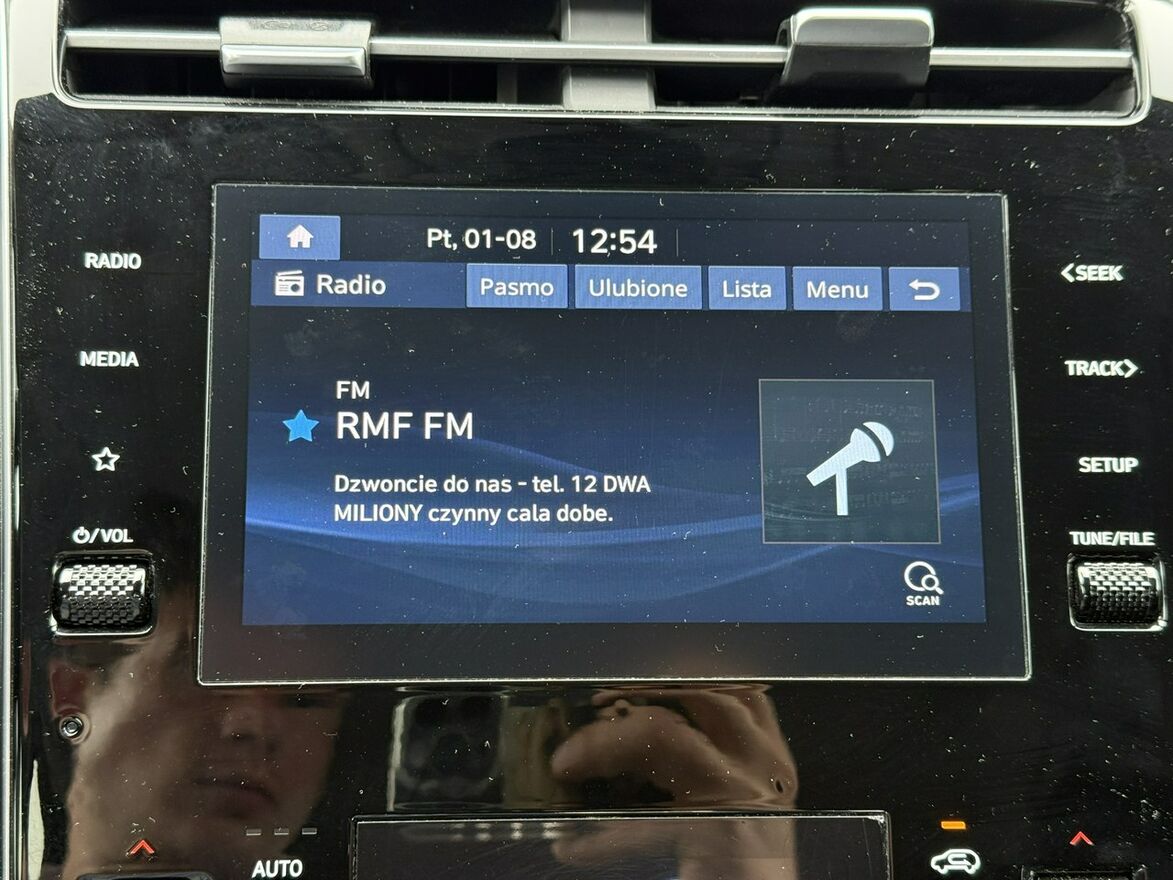 Pt, 01-08 12:54
RADIO
Radio Pasmo Ulubione Lista Menu
<SEEK
MEDIA
TRACK>
FM
RMF FM
Dzwoncie do nas - tel. 12 DWA
MILIONY czynny cala dobe.
SETUP
/VOL
TUNE/FILE
SCAN
AUTO